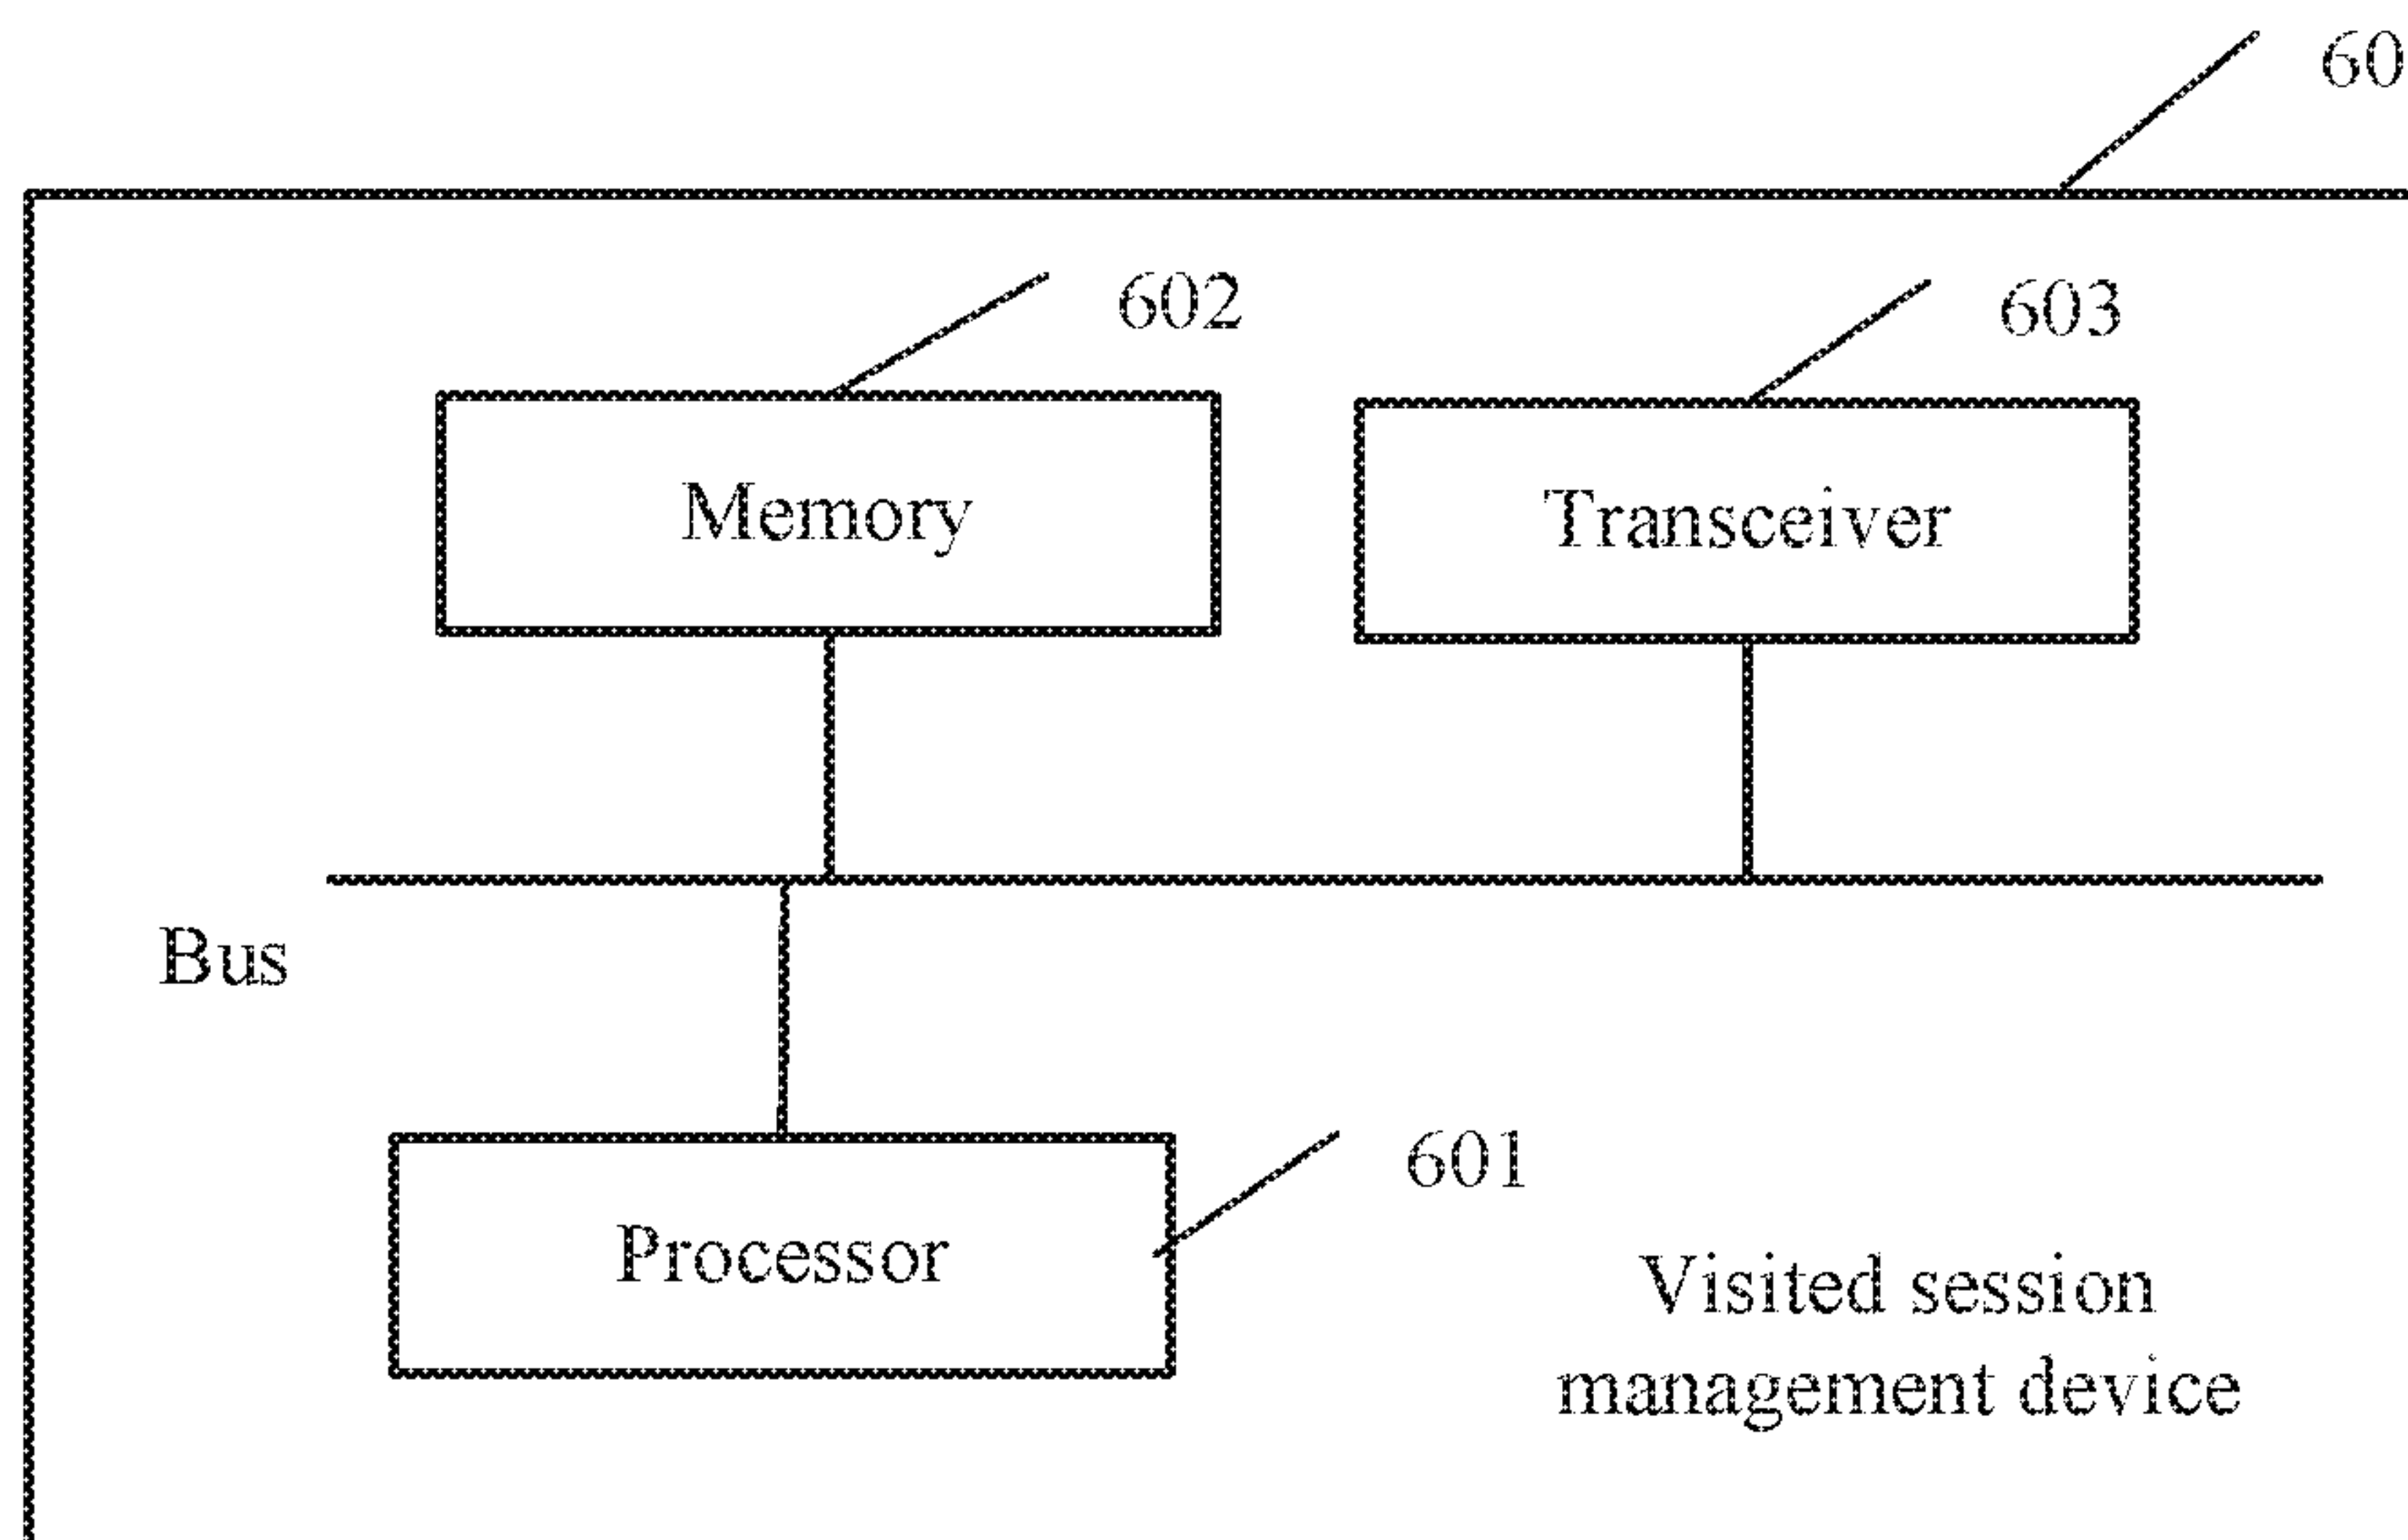 60
602
603
Memory
Transceiver
Bus
601
Processor
Visited session
management device